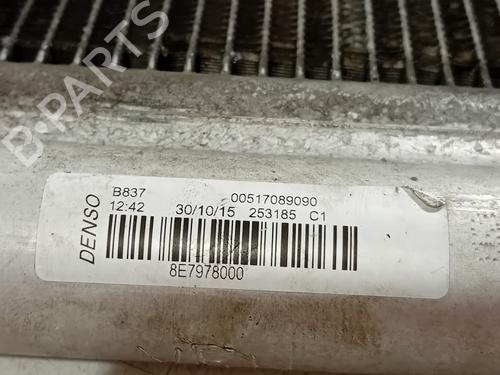 B-PARTS
DENSO
B837 00517089090
12:42 30/10/15 253185 C1
8E7978000